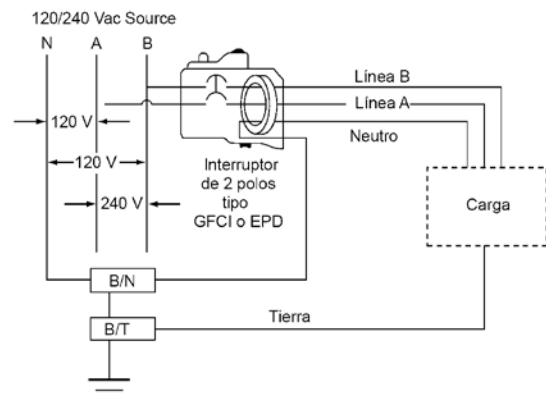 120/240 Vac Source
N A B
Línea B
Línea A
Neutro
120 V
120 V
240 V
Interruptor
de 2 polos
tipo
GFCI o EPD
Carga
B/N
B/T
Tierra